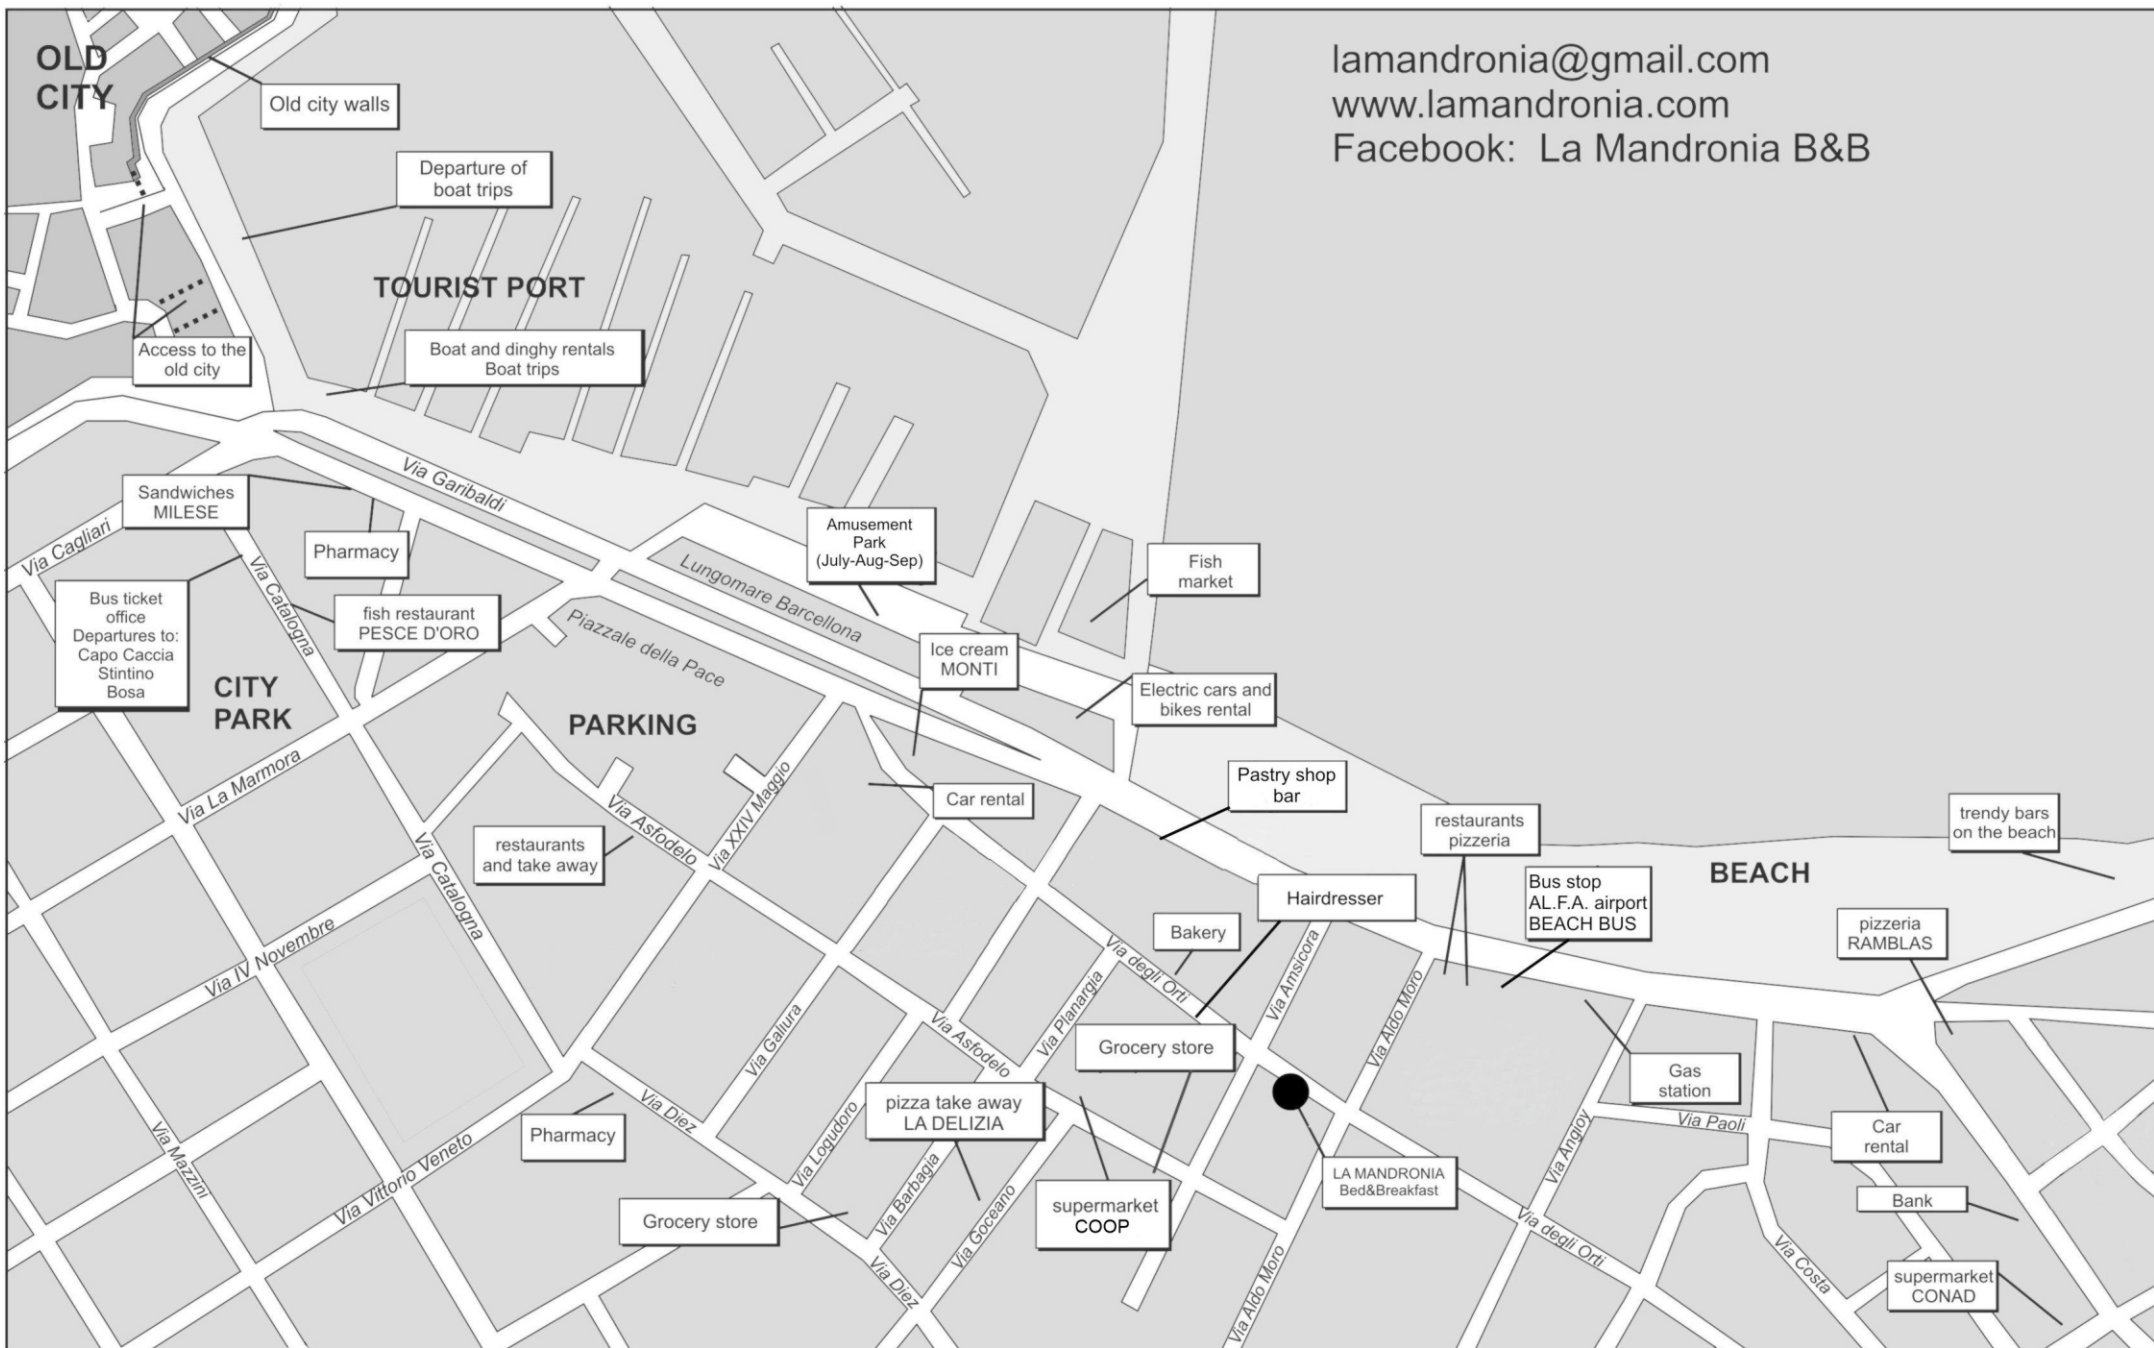 OLD
CITY
Old city walls
lamandronia@gmail.com
www.lamandronia.com
Facebook: La Mandronia B&B
Departure of
boat trips
TOURIST PORT
Access to the
old city
Boat and dinghy rentals
Boat trips
Via Garibaldi
Sandwiches
MILESE
Via Cagliari
Pharmacy
Amusement
Park
(July-Aug-Sep)
Fish
market
Lungomare Barcellona
Via Catalogna
Bus ticket
office
Departures to:
Capo Caccia
Stintino
Bosa
fish restaurant
PESCE D'ORO
Piazzale della Pace
Ice cream
MONTI
Electric cars and
bikes rental
CITY
PARK
PARKING
Via La Marmora
Via XXIV Maggio
Car rental
Pastry shop
bar
restaurants
pizzeria
trendy bars
on the beach
BEACH
Via Asfodelo
restaurants
and take away
Via Catalogna
Hairdresser
Bus stop
AL.F.A. airport
BEACH BUS
pizzeria
RAMBLAS
Bakery
Via IV Novembre
Via degli Orti
Via Amsicora
Via Aldo Moro
Via Planargia
Via Gallura
Via Asfodelo
Grocery store
Gas
station
Via Paoli
Car
rental
Via Diez
Pharmacy
pizza take away
LA DELIZIA
Via Logudoro
Via Mazzini
Via Vittorio Veneto
Via Barbagia
Via Goceano
LA MANDRONIA
Bed&Breakfast
Via Angioy
Bank
supermarket
COOP
Grocery store
Via degli Orti
Via Costa
supermarket
CONAD
Via Diez
Via Aldo Moro